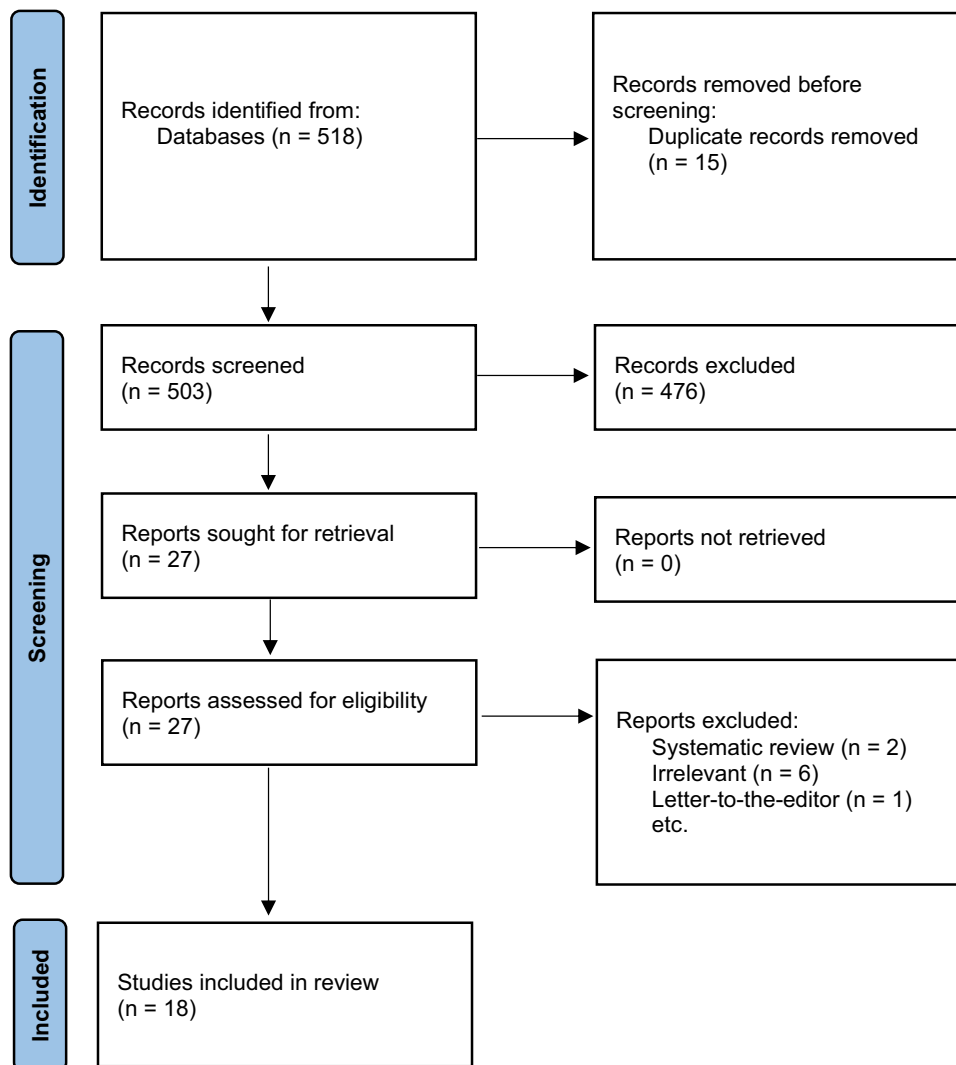 Identification
Records identified from:
Databases (n = 518)
Records removed before
screening:
Duplicate records removed
(n = 15)
Screening
Records screened
(n = 503)
Records excluded
(n = 476)
Reports sought for retrieval
(n = 27)
Reports not retrieved
(n = 0)
Reports assessed for eligibility
(n = 27)
Reports excluded:
Systematic review (n = 2)
Irrelevant (n = 6)
Letter-to-the-editor (n = 1)
etc.
Included
Studies included in review
(n = 18)